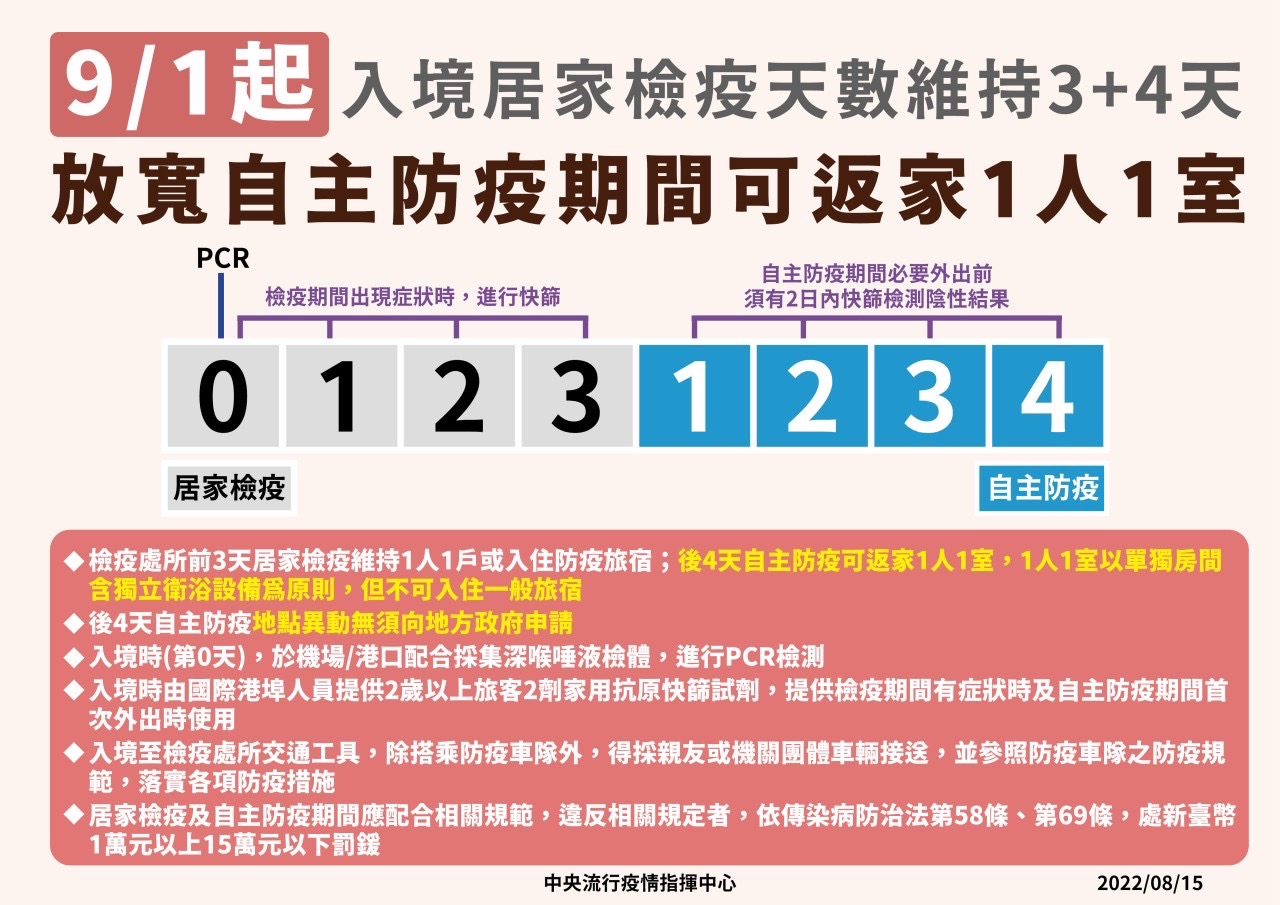 9/1起 入境居家檢疫天數維持3+4天
放寬自主防疫期間可返家1人1室
PCR
檢疫期間出現症狀時，進行快篩
自主防疫期間必要外出前
須有2日內快篩檢測陰性結果
0 1 2 3 1 2 3 4
居家檢疫
自主防疫
◆檢疫處所前3天居家檢疫維持1人1戶或入住防疫旅宿；後4天自主防疫可返家1人1室，1人1室以單獨房間
含獨立衛浴設備爲原則，但不可入住一般旅宿
◆後4天自主防疫地點異動無須向地方政府申請
◆入境時(第0天)，於機場/港口配合採集深喉唾液檢體，進行PCR檢測
◆入境時由國際港埠人員提供2歲以上旅客2劑家用抗原快篩試劑，提供檢疫期間有症狀時及自主防疫期間首
次外出時使用
◆入境至檢疫處所交通工具，除搭乘防疫車隊外，得採親友或機關團體車輛接送，並參照防疫車隊之防疫規
範，落實各項防疫措施
◆居家檢疫及自主防疫期間應配合相關規範，違反相關規定者，依傳染病防治法第58條、第69條，處新臺幣
1萬元以上15萬元以下罰鍰
中央流行疫情指揮中心
2022/08/15